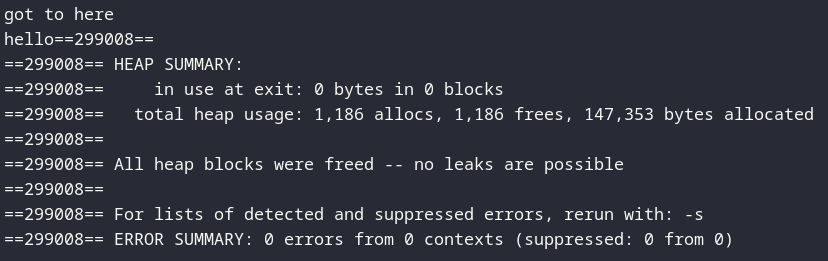 got to here
hello==299008==
==299008== HEAP SUMMARY:
==299008==     in use at exit: 0 bytes in 0 blocks
==299008==   total heap usage: 1,186 allocs, 1,186 frees, 147,353 bytes allocated
==299008==
==299008== All heap blocks were freed -- no leaks are possible
==299008==
==299008== For lists of detected and suppressed errors, rerun with: -s
==299008== ERROR SUMMARY: 0 errors from 0 contexts (suppressed: 0 from 0)